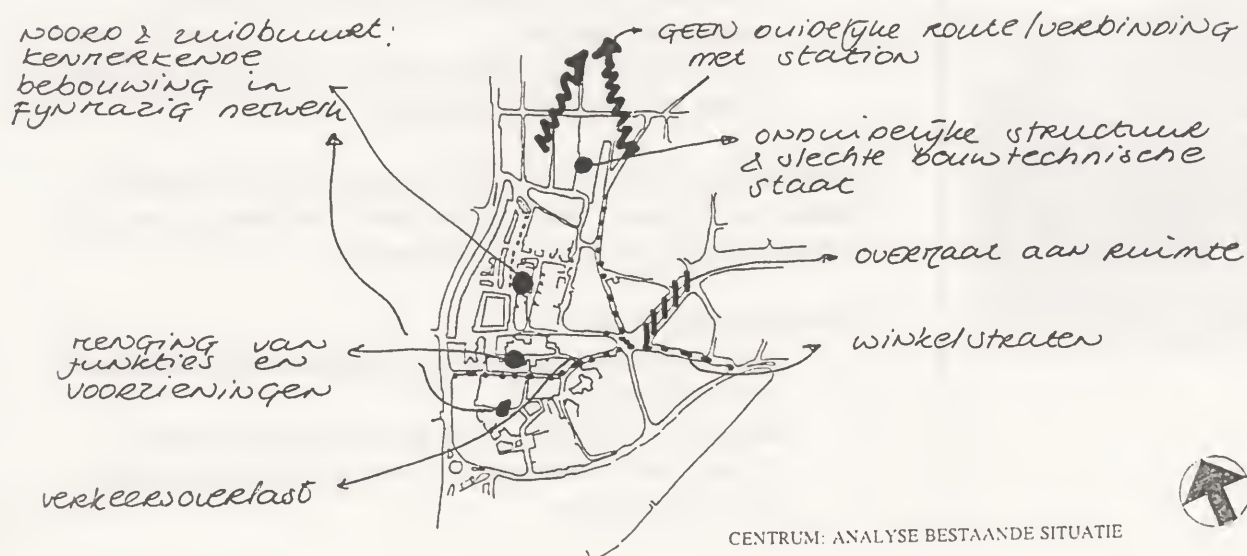 NOORD & zuidbuurt:
KENMERKENDE
bebouwing in
FIJNMAZIG netwerk
GEEN duidelijke route/verbinding
met station
ONDUIDELIJKE structuur
& slechte bouwtechnische
staat
overmaat aan ruimte
winkelstraten
menging van
funkties en
voorzieningen
verkeersoverlast
CENTRUM: ANALYSE BESTAANDE SITUATIE